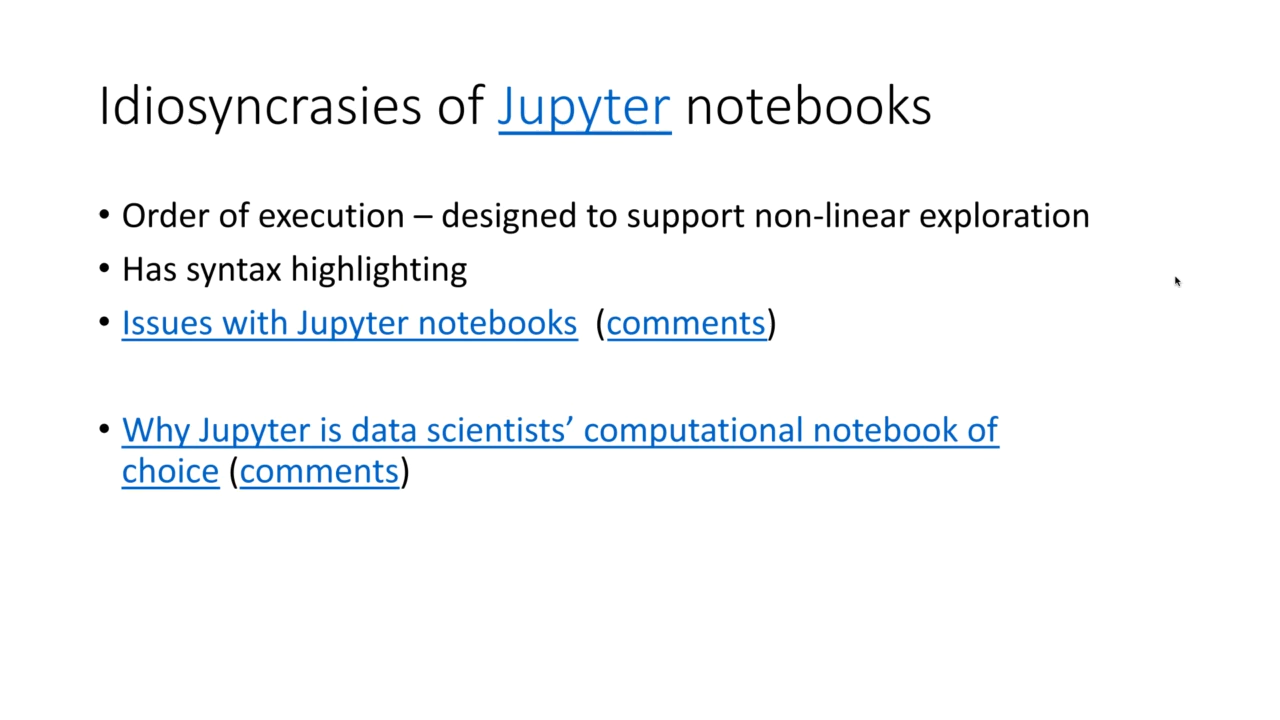 Idiosyncrasies of Jupyter notebooks
• Order of execution – designed to support non-linear exploration
• Has syntax highlighting
• Issues with Jupyter notebooks (comments)
• Why Jupyter is data scientists’ computational notebook of
choice (comments)